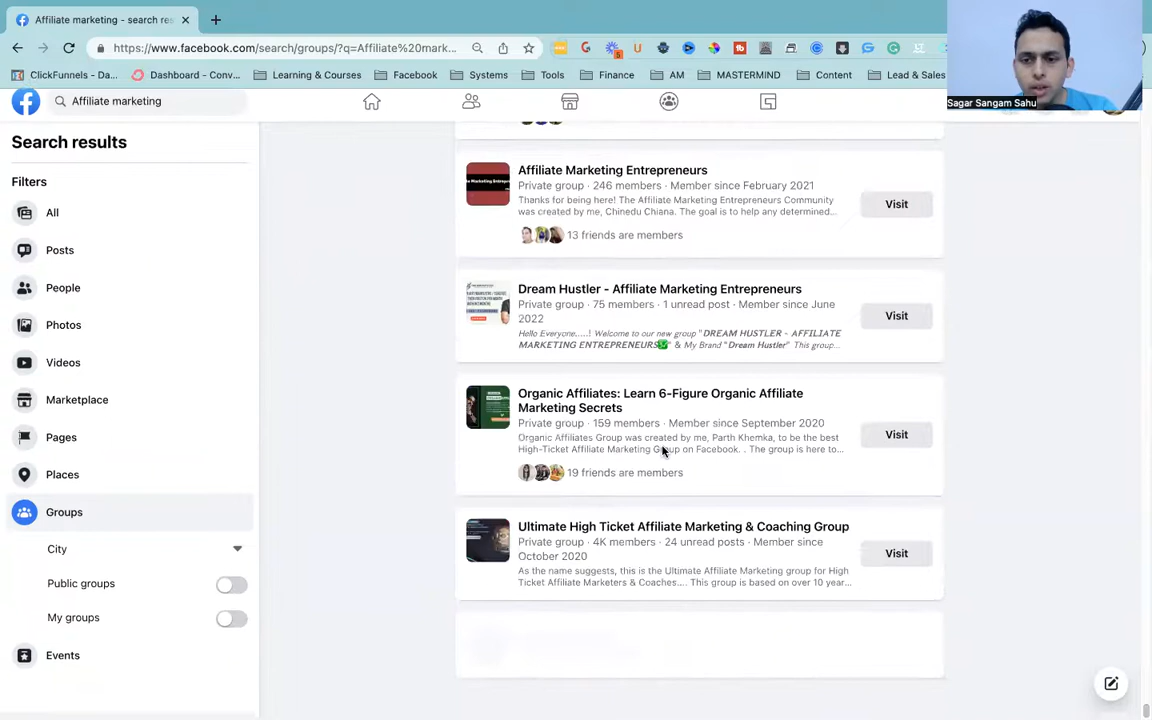 Affiliate marketing - search res
https://www.facebook.com/search/groups/?q=Affiliate%20mark...
5
ClickFunnels - Da...
Dashboard - Conv...
Learning & Courses
Facebook
Systems
Tools
Finance
AM
MASTERMIND
Content
Lead & Sales
Sagar Sangam Sahu
Affiliate marketing
Search results
Filters
All
Posts
People
Photos
Videos
Marketplace
Pages
Places
Groups
City
Public groups
My groups
Events
Affiliate Marketing Entrepreneurs
Private group · 246 members · Member since February 2021
Thanks for being here! The Affiliate Marketing Entrepreneurs Community
was created by me, Chinedu Chiana. The goal is to help any determined...
13 friends are members
Visit
Dream Hustler - Affiliate Marketing Entrepreneurs
Private group · 75 members · 1 unread post · Member since June
2022
Hello Everyone.....! Welcome to our new group "DREAM HUSTLER - AFFILIATE
MARKETING ENTREPRENEURS" & My Brand "Dream Hustler" This group...
Visit
Organic Affiliates: Learn 6-Figure Organic Affiliate
Marketing Secrets
Private group · 159 members · Member since September 2020
Organic Affiliates Group was created by me, Parth Khemka, to be the best
High-Ticket Affiliate Marketing Group on Facebook. . The group is here to...
19 friends are members
Visit
Ultimate High Ticket Affiliate Marketing & Coaching Group
Private group · 4K members · 24 unread posts · Member since
October 2020
As the name suggests, this is the Ultimate Affiliate Marketing group for High
Ticket Affiliate Marketers & Coaches.... This group is based on over 10 year...
Visit